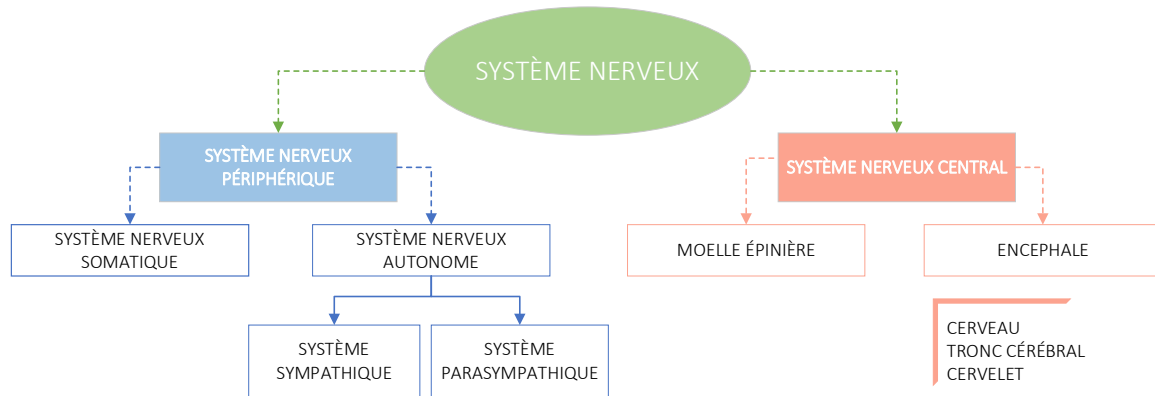 SYSTÈME NERVEUX
SYSTÈME NERVEUX
PÉRIPHÉRIQUE
SYSTÈME NERVEUX CENTRAL
SYSTÈME NERVEUX
SOMATIQUE
SYSTÈME NERVEUX
AUTONOME
MOELLE ÉPINIÈRE
ENCEPHALE
SYSTÈME
SYMPATHIQUE
SYSTÈME
PARASYMPATHIQUE
CERVEAU
TRONC CÉRÉBRAL
CERVELET